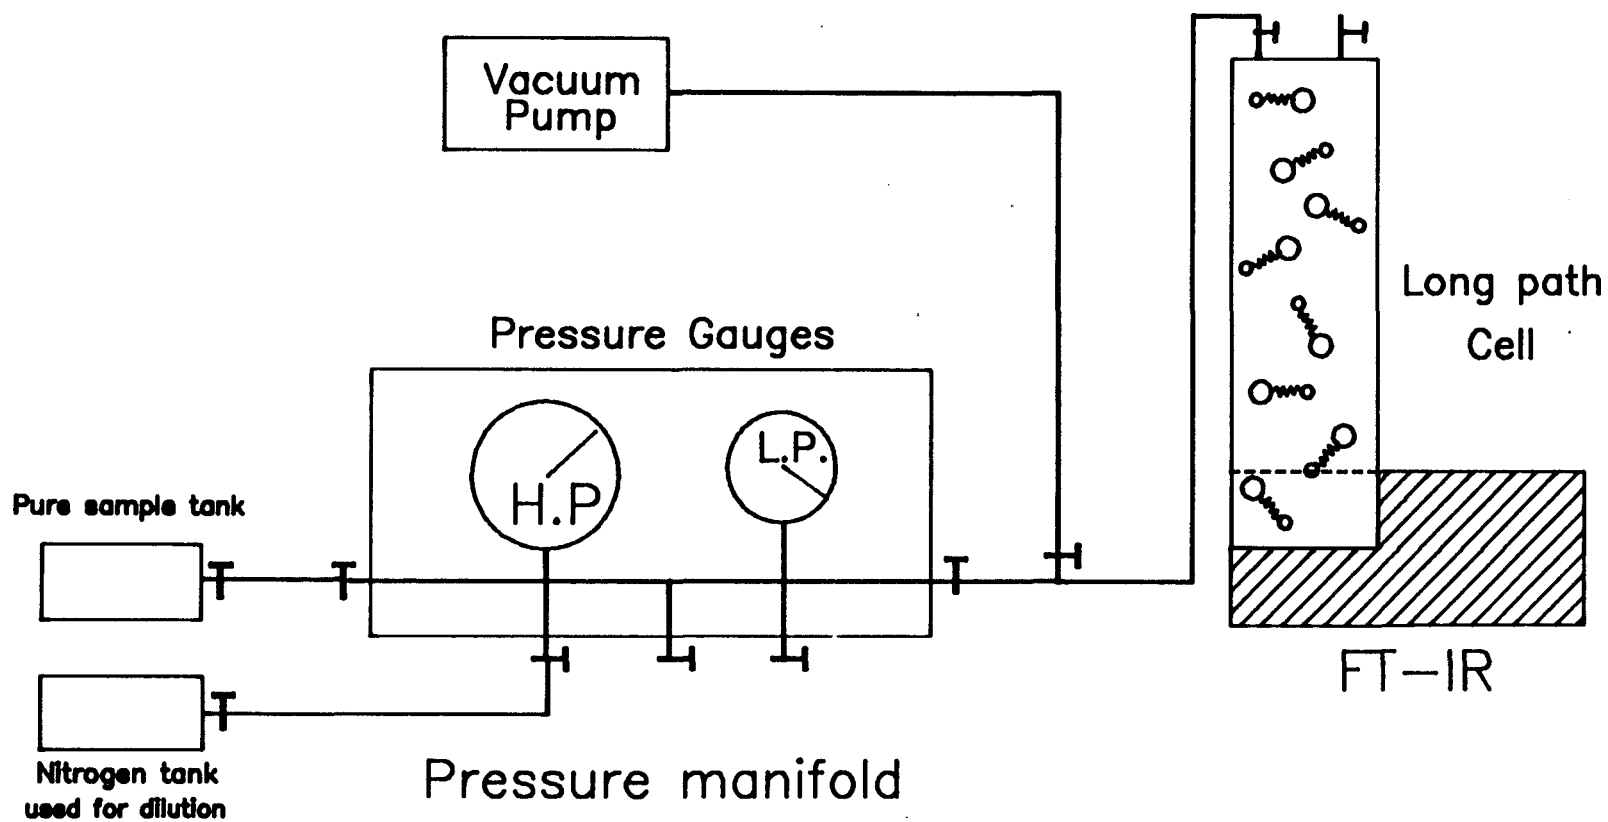 Vacuum
Pump
Long path
Cell
Pressure Gauges
H.P
L.P.
Pure sample tank
FT-IR
Nitrogen tank
used for dilution
Pressure manifold